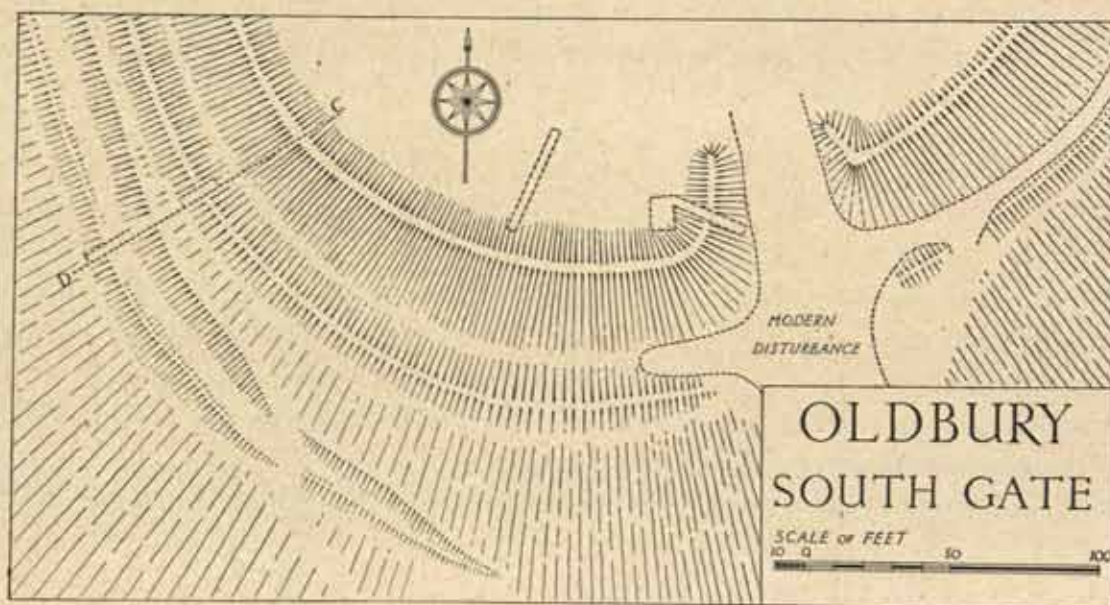 C
D
MODERN
DISTURBANCE
OLDBURY
SOUTH GATE
SCALE OF FEET
10 0 50 100